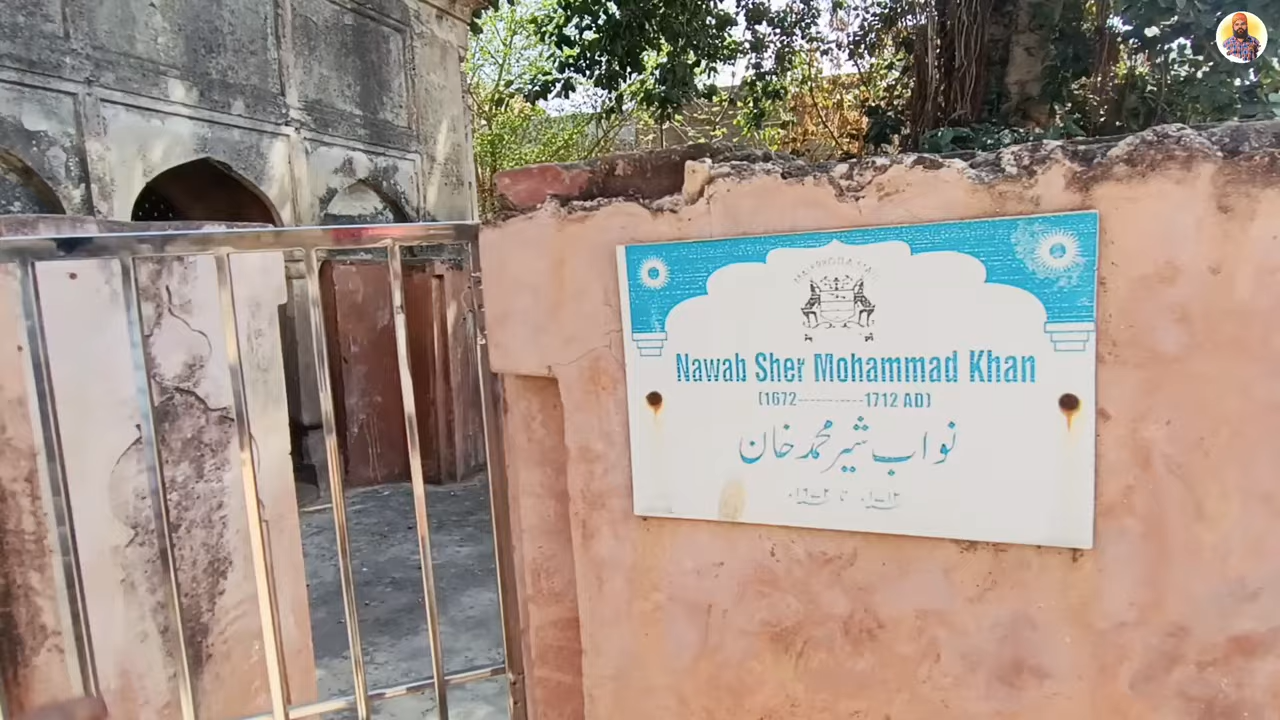 Nawab Sher Mohammad Khan
(1672-----------1712 AD)
نواب شیر محمد خان